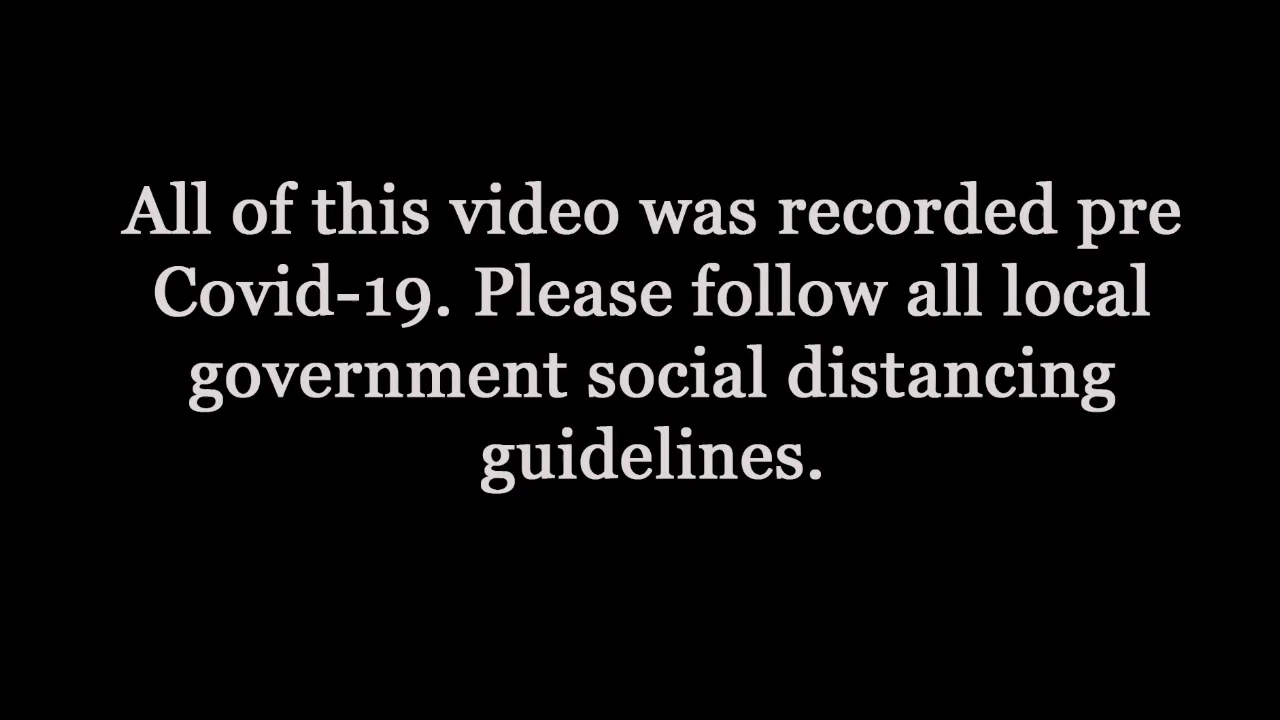 All of this video was recorded pre
Covid-19. Please follow all local
government social distancing
guidelines.